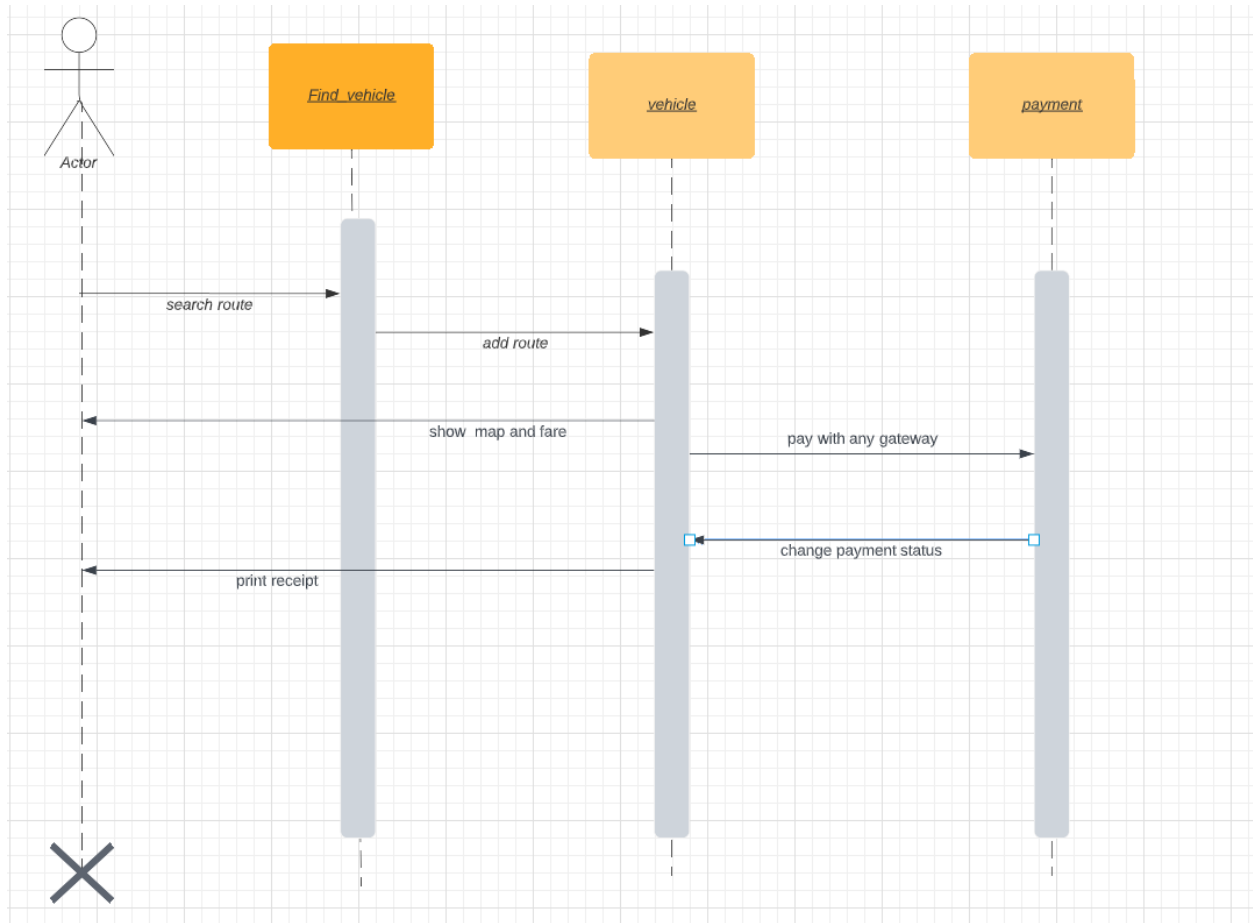 Find_vehicle
vehicle
payment
Actor
search route
add route
show  map and fare
pay with any gateway
change payment status
print receipt